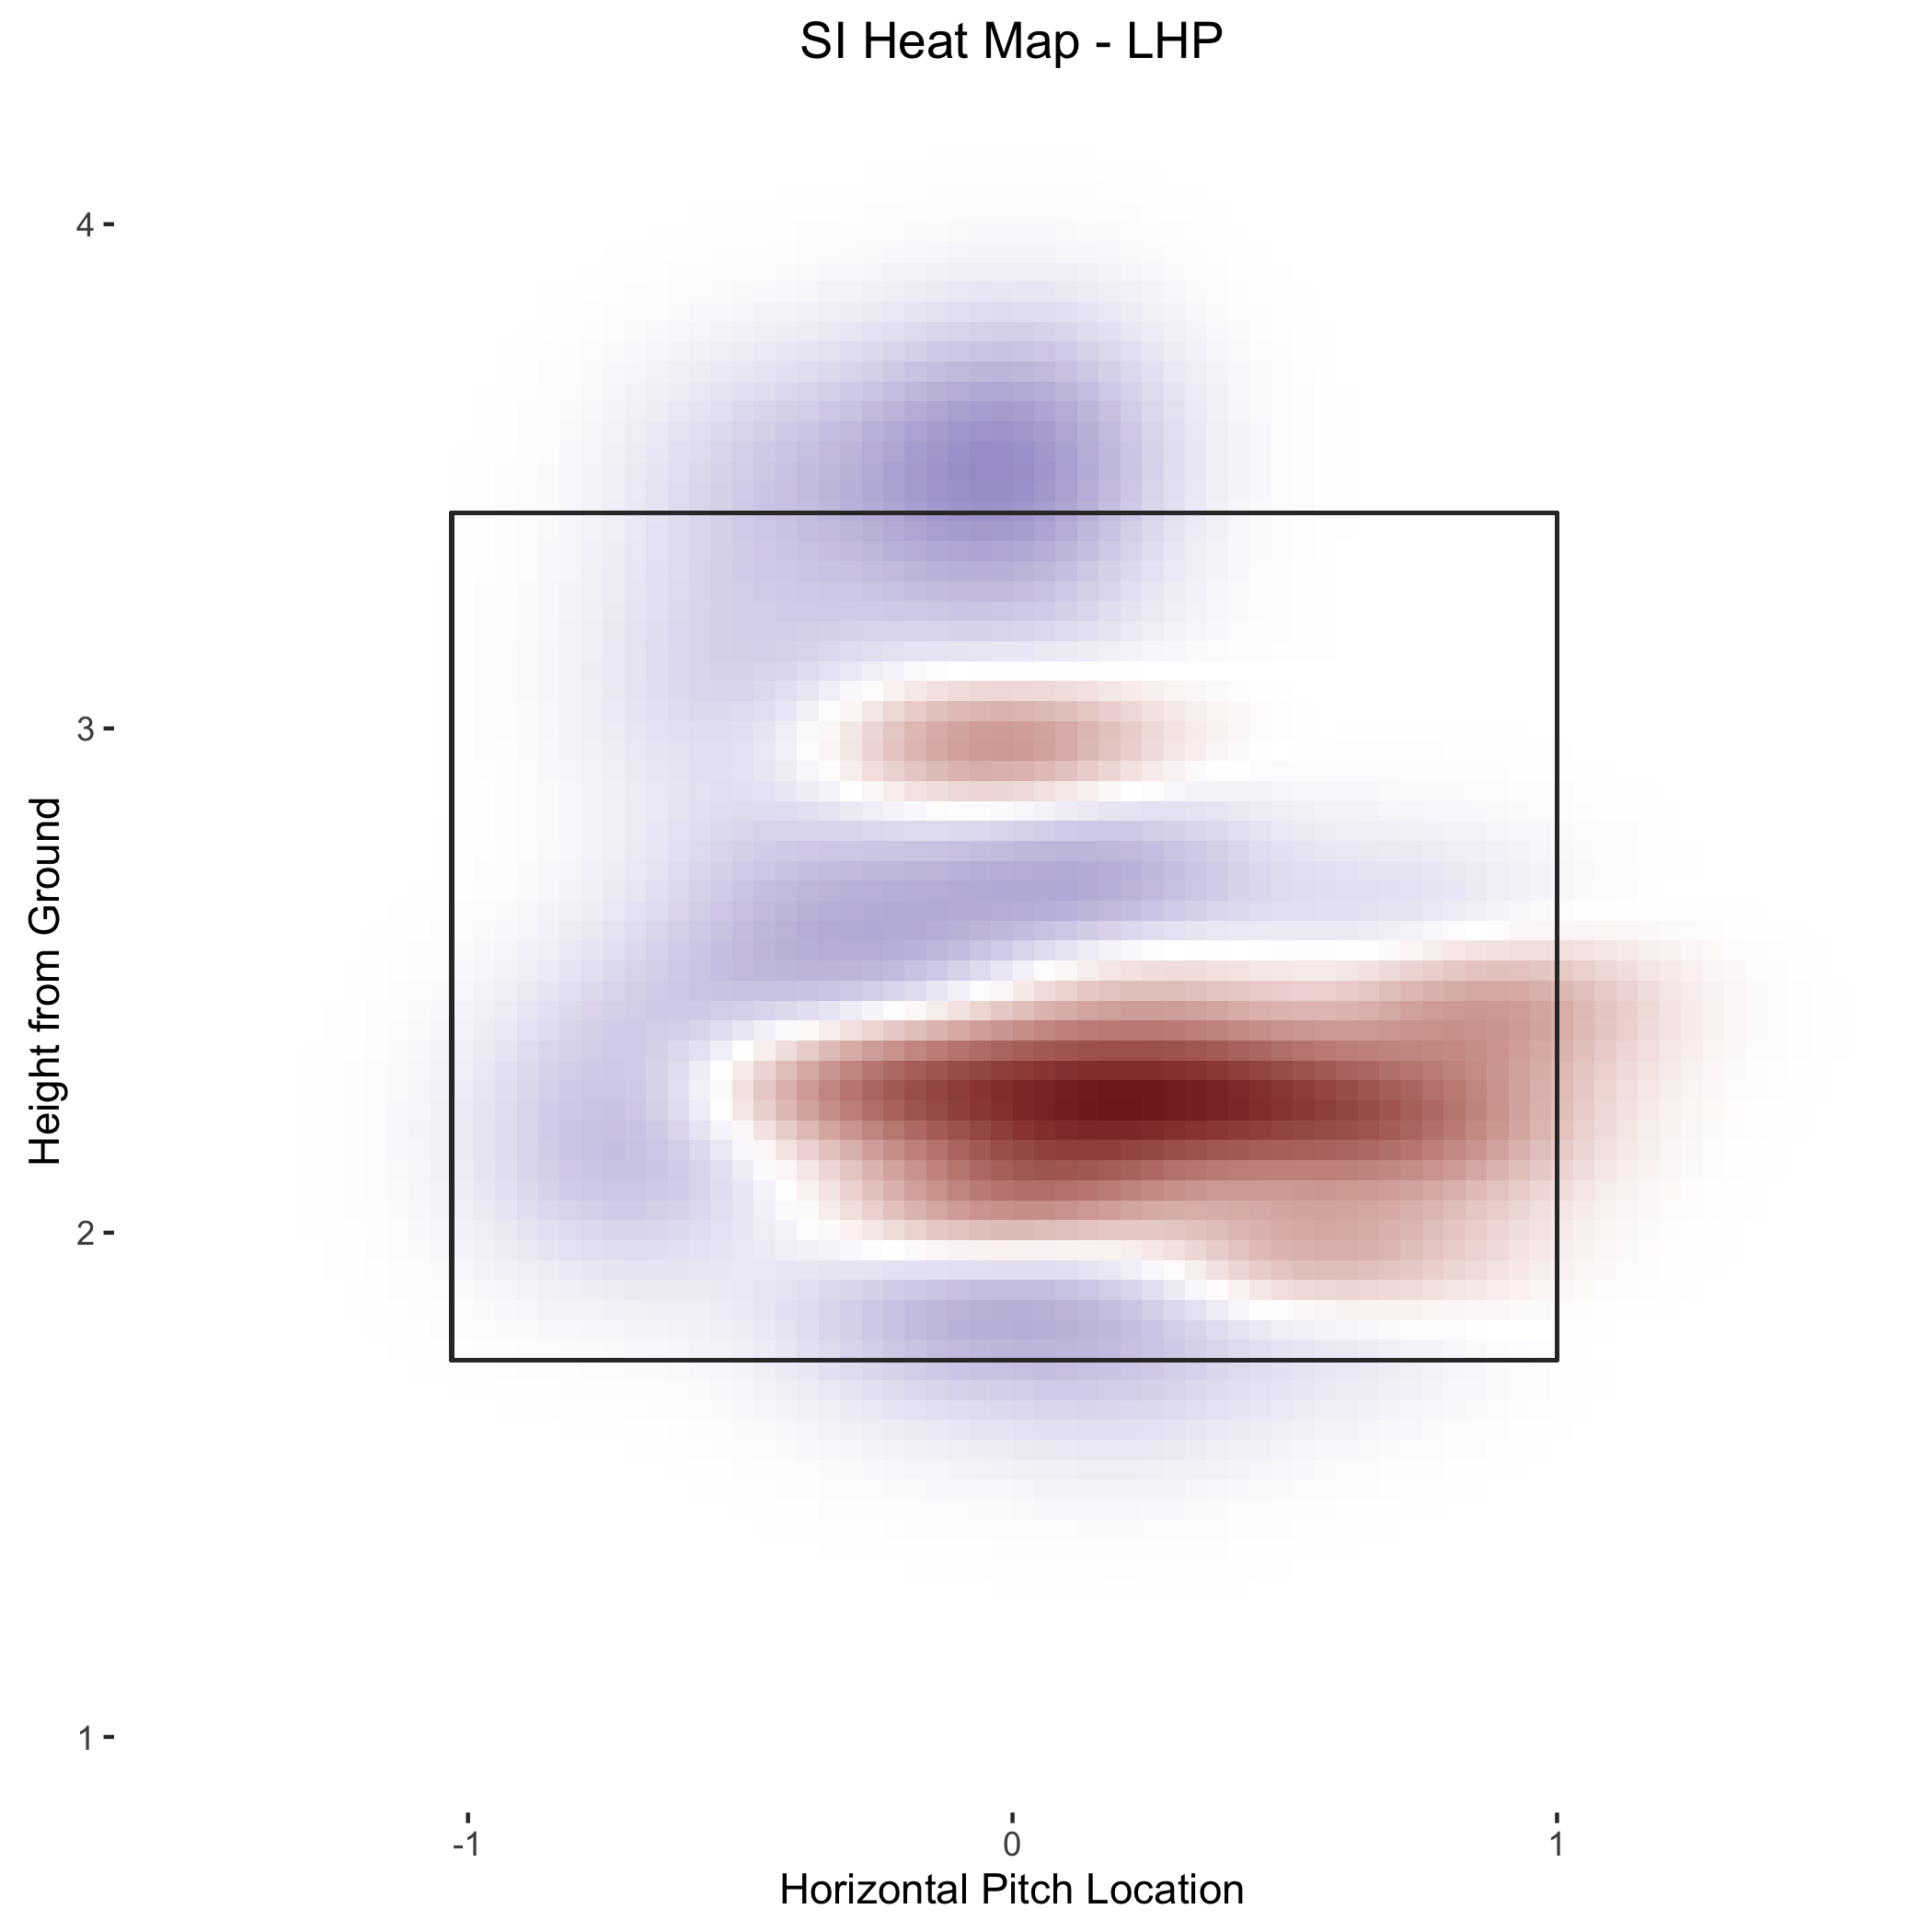 SI Heat Map - LHP
4
3
2
1
Height from Ground
-1 0 1
Horizontal Pitch Location